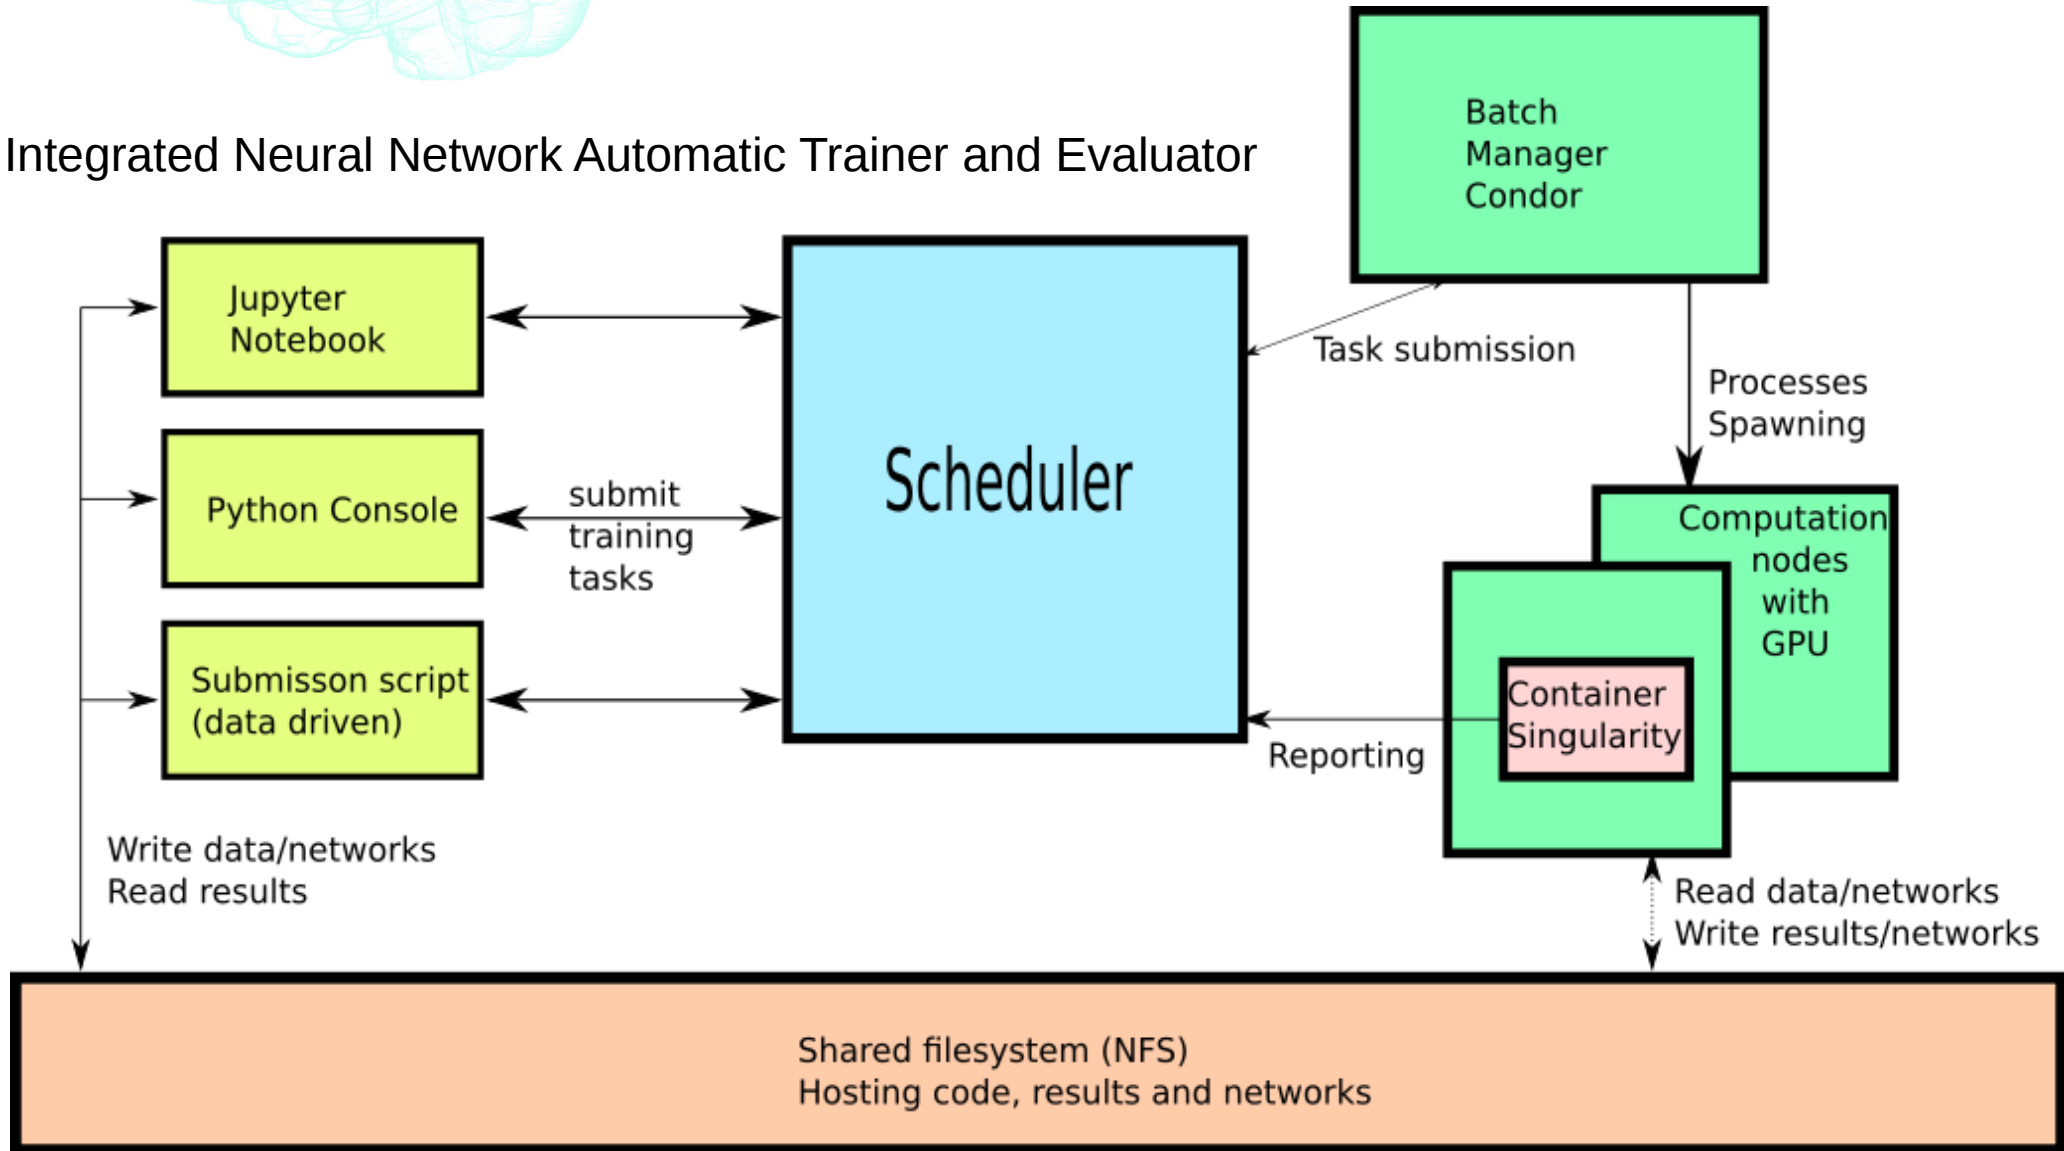 Integrated Neural Network Automatic Trainer and Evaluator
Batch
Manager
Condor
Jupyter
Notebook
Task submission
Processes
Spawning
Python Console
submit
training
tasks
Scheduler
Computation
nodes
with
GPU
Submisson script
(data driven)
Container
Singularity
Reporting
Write data/networks
Read results
Read data/networks
Write results/networks
Shared filesystem (NFS)
Hosting code, results and networks